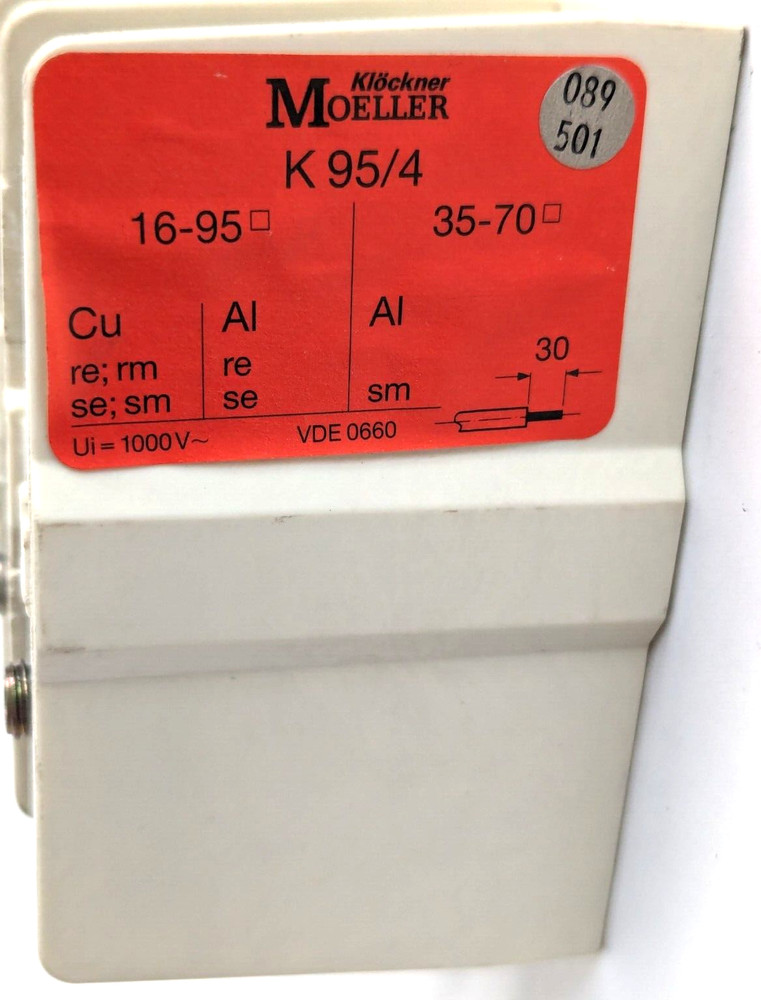 Klöckner
MOELLER
089
501
K 95/4
16-95□
35-70□
Cu
Al
Al
re; rm
re
se; sm
se
sm
30
Ui = 1000 V~
VDE 0660